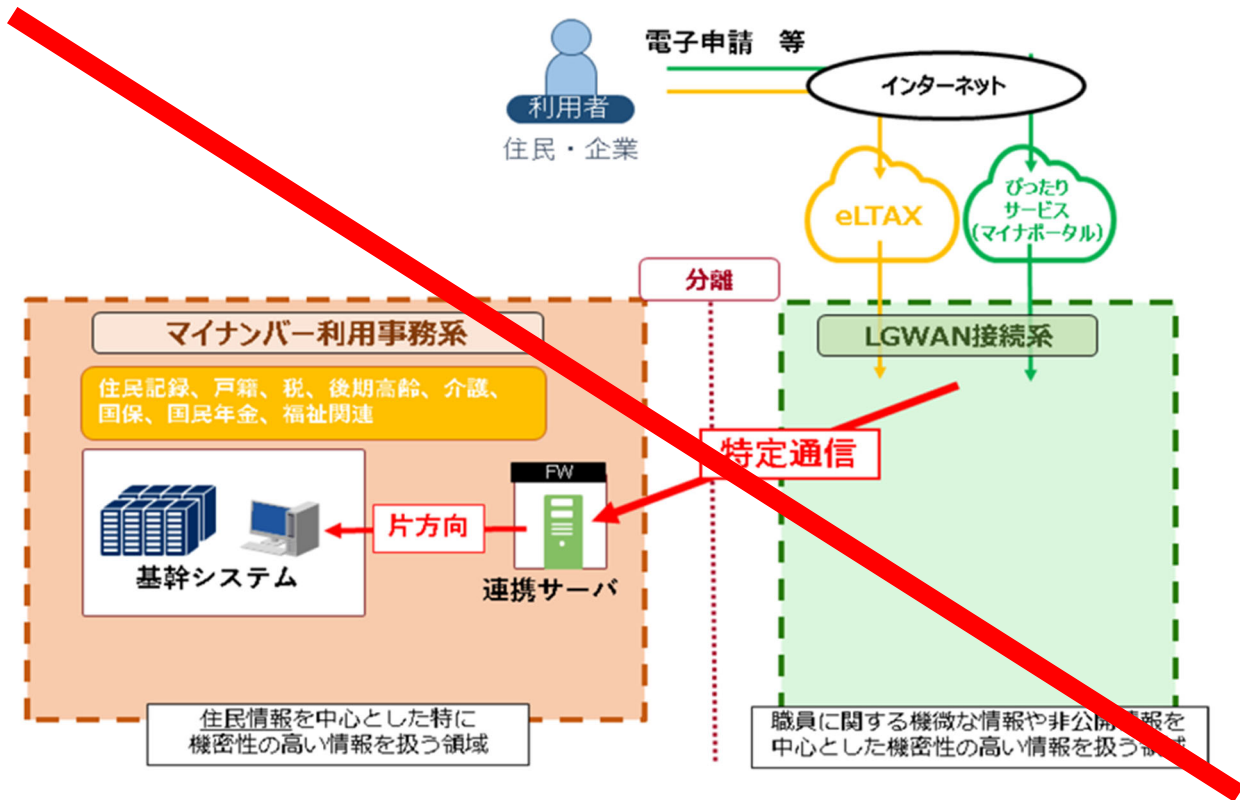 電子申請 等
インターネット
利用者
住民・企業
eLTAX
ぴったり
サービス
(マイナポータル)
分離
マイナンバー利用事務系
LGWAN接続系
住民記録、戸籍、税、後期高齢、介護、
国保、国民年金、福祉関連
特定通信
FW
片方向
基幹システム
連携サーバ
住民情報を中心とした特に
機密性の高い情報を扱う領域
職員に関する機微な情報や非公開情報を
中心とした機密性の高い情報を扱う領域